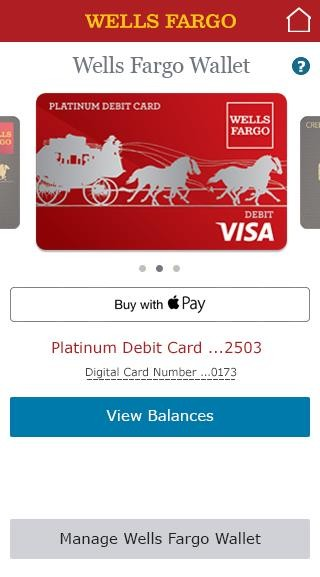 WELLS FARGO
Wells Fargo Wallet
?
PLATINUM DEBIT CARD
WELLS
FARGO
DEBIT
VISA
Buy with Pay
Platinum Debit Card ...2503
Digital Card Number ...0173
View Balances
Manage Wells Fargo Wallet